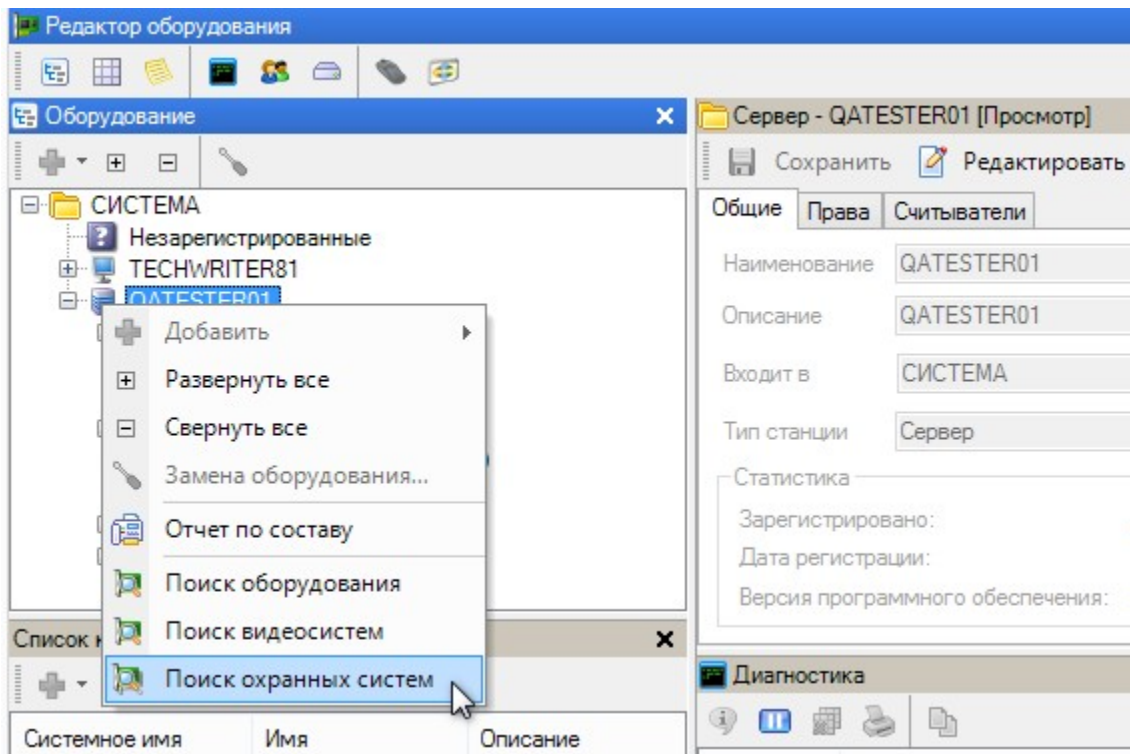 Редактор оборудования
Оборудование
СИСТЕМА
Незарегистрированные
TECHWRITER81
QATESTER01
Добавить
Развернуть все
Свернуть все
Замена оборудования...
Отчет по составу
Поиск оборудования
Поиск видеосистем
Поиск охранных систем
Список
Системное имя Имя Описание
Сервер - QATESTER01 [Просмотр]
Сохранить Редактировать
Общие Права Считыватели
Наименование QATESTER01
Описание QATESTER01
Входит в СИСТЕМА
Тип станции Сервер
Статистика
Зарегистрировано:
Дата регистрации:
Версия программного обеспечения:
Диагностика